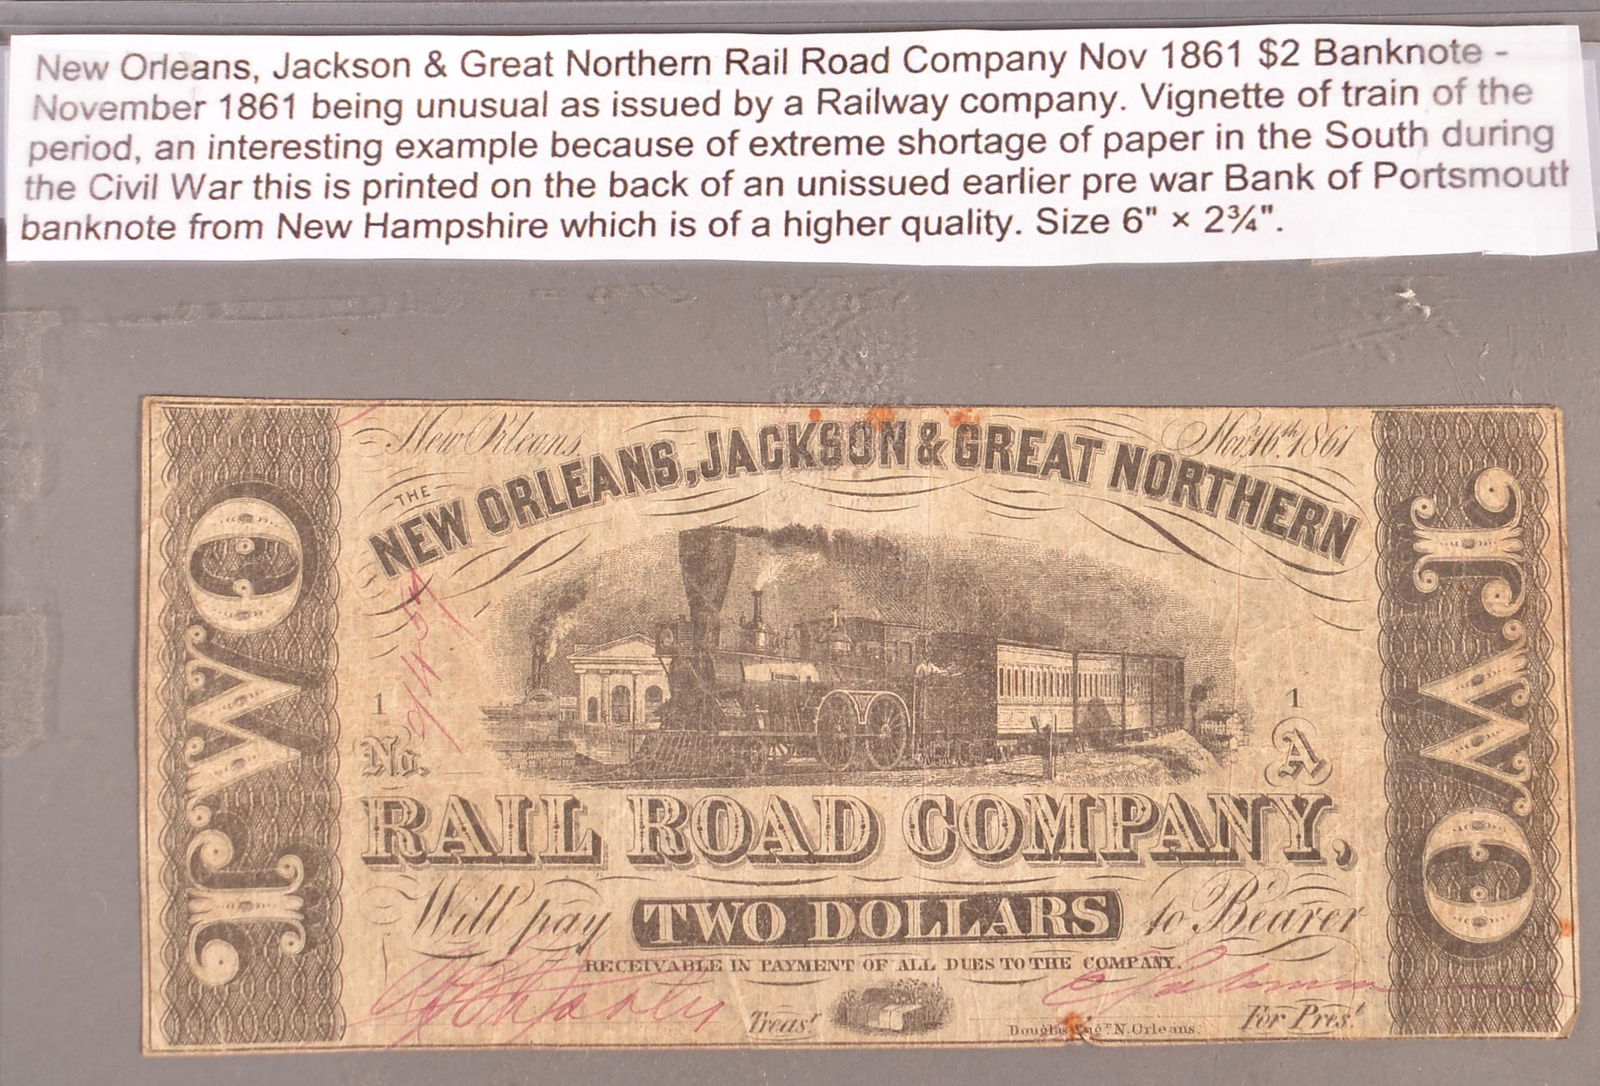 New Orleans, Jackson & Great Northern Rail Road Company Nov 1861 $2 Banknote -
November 1861 being unusual as issued by a Railway company. Vignette of train of the
period, an interesting example because of extreme shortage of paper in the South during
the Civil War this is printed on the back of an unissued earlier pre war Bank of Portsmouth
banknote from New Hampshire which is of a higher quality. Size 6" × 2¾".
New Orleans, Nov. 16th 1861
THE
NEW ORLEANS, JACKSON & GREAT NORTHERN
TWO
TWO
1
1
No.
A
RAIL ROAD COMPANY,
Will pay TWO DOLLARS to Bearer
RECEIVABLE IN PAYMENT OF ALL DUES TO THE COMPANY.
Treasr.
Douglas Engr. N. Orleans.
For Prest.